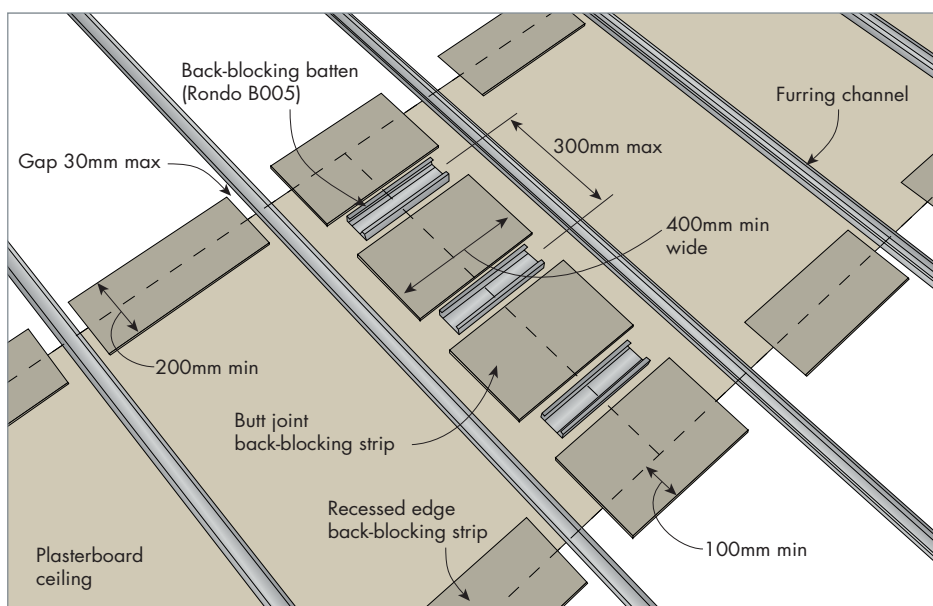 Back-blocking batten
(Rondo B005)
Furring channel
Gap 30mm max
300mm max
400mm min
wide
200mm min
Butt joint
back-blocking strip
Recessed edge
back-blocking strip
100mm min
Plasterboard
ceiling